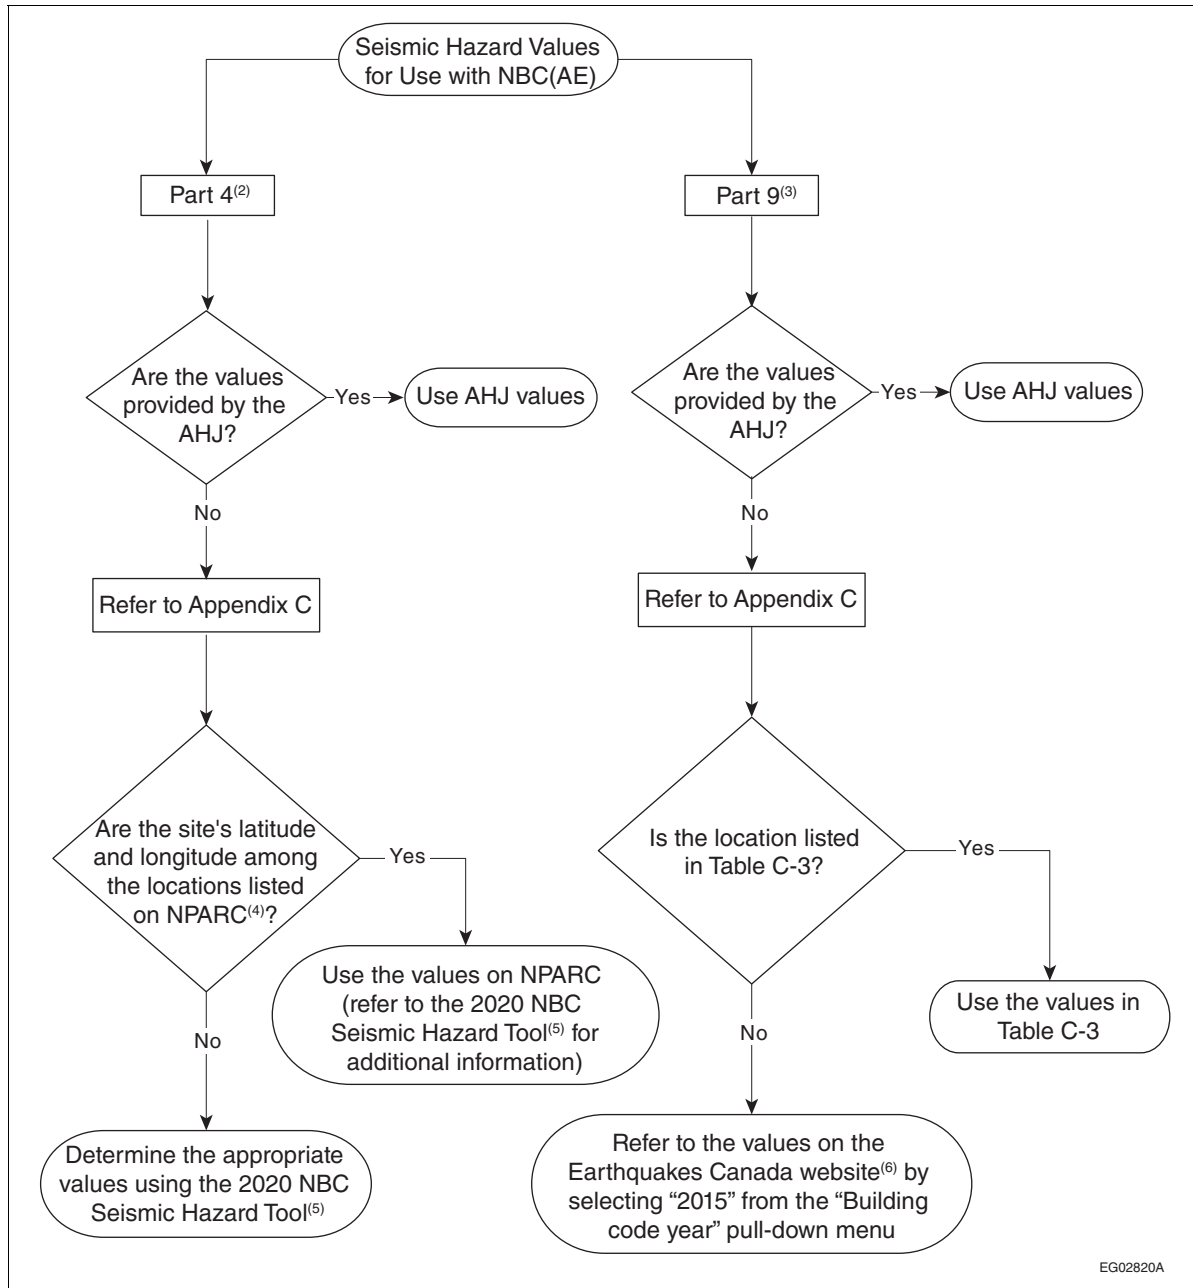 Seismic Hazard Values
for Use with NBC(AE)
Part 4(2)
Part 9(3)
Are the values
provided by the
AHJ?
Yes
Use AHJ values
Are the values
provided by the
AHJ?
Yes
Use AHJ values
No
No
Refer to Appendix C
Refer to Appendix C
Are the site's latitude
and longitude among
the locations listed
on NPARC(4)?
Yes
Is the location listed
in Table C-3?
Yes
Use the values on NPARC
(refer to the 2020 NBC
Seismic Hazard Tool(5) for
additional information)
Use the values in
Table C-3
No
No
Determine the appropriate
values using the 2020 NBC
Seismic Hazard Tool(5)
Refer to the values on the
Earthquakes Canada website(6) by
selecting “2015” from the “Building
code year” pull-down menu
EG02820A